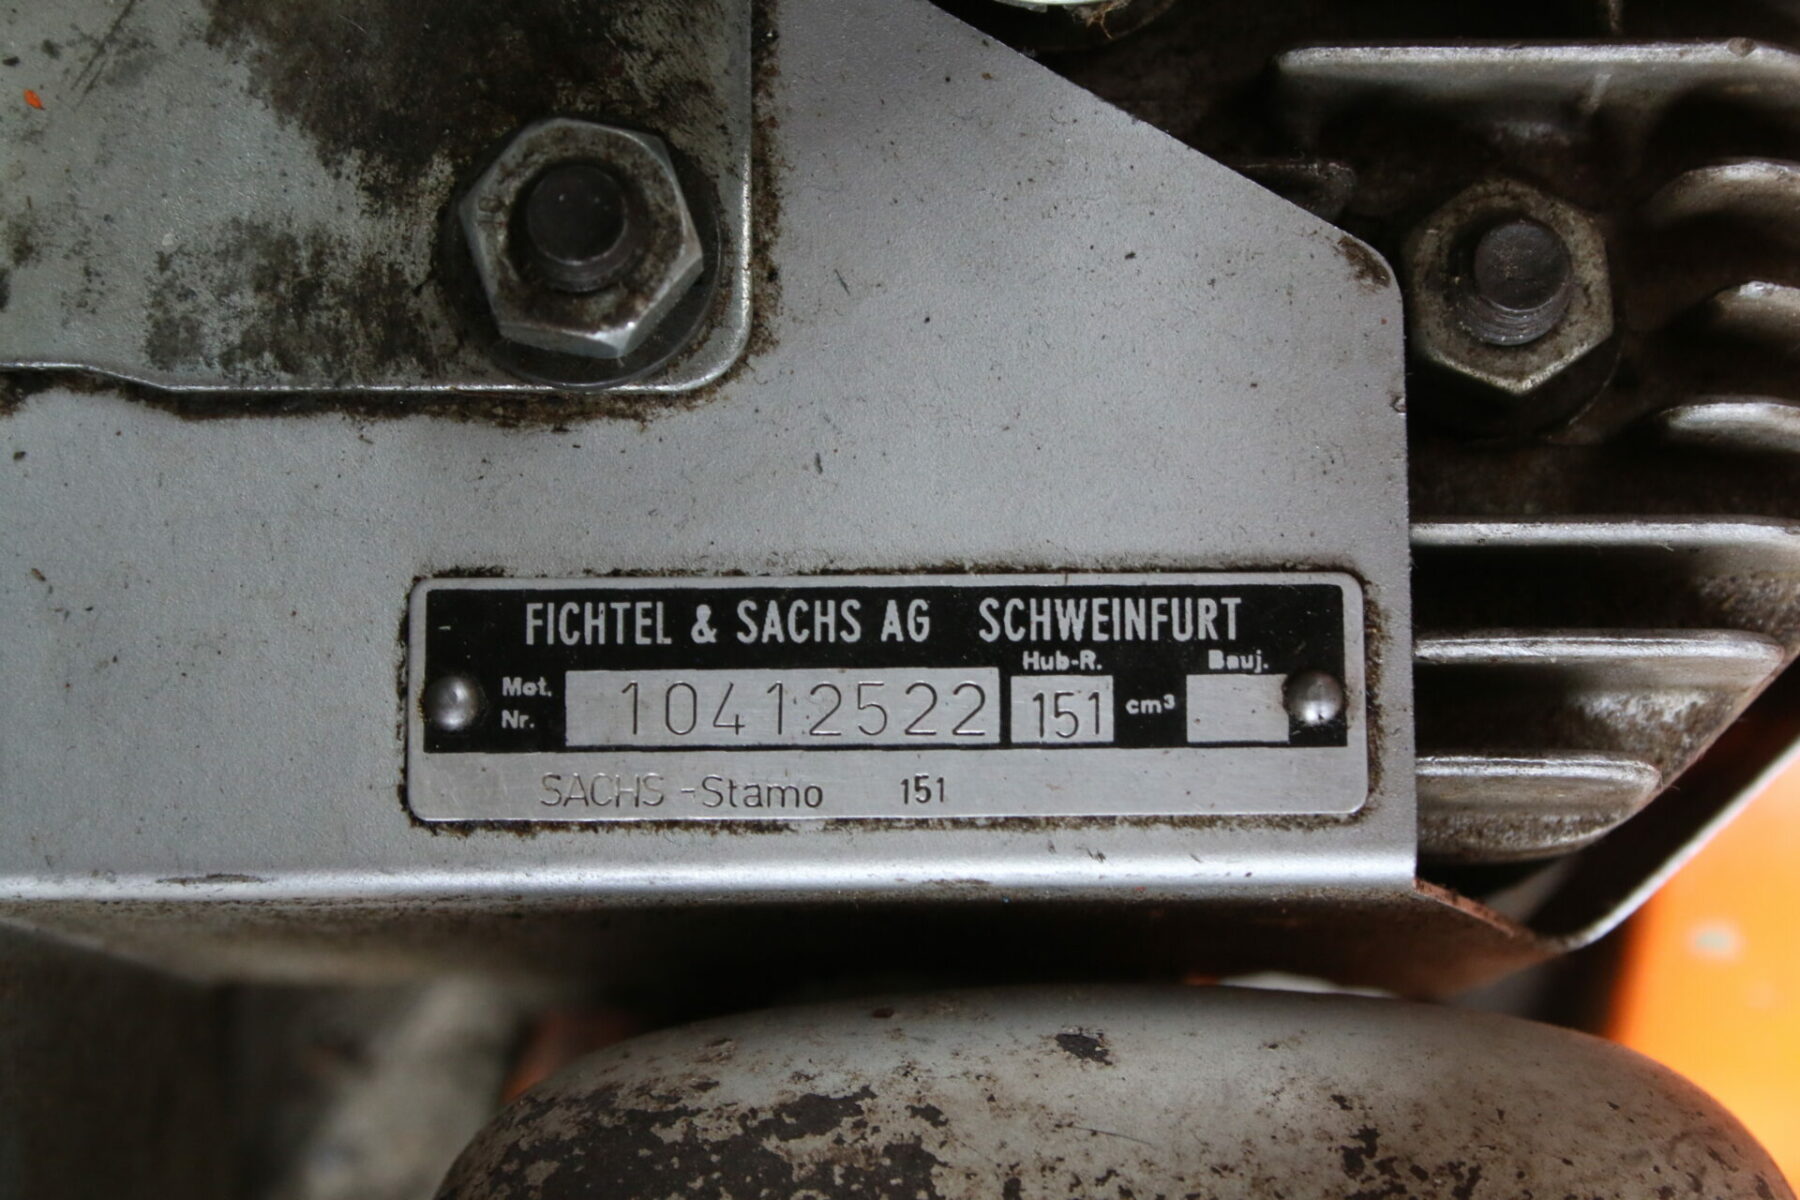 FICHTEL & SACHS AG SCHWEINFURT
Hub-R. Bauj.
Mot. Nr. 10412522 151 cm³
SACHS -Stamo 151